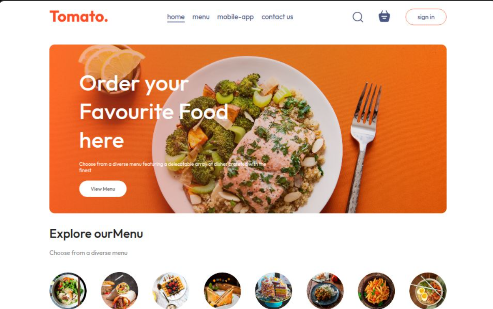 Tomato.
home menu mobile-app contact us
sign in
Order your
Favourite Food
here
Choose from a diverse menu featuring a delectable array of dishes with the
finest
View Menu
Explore ourMenu
Choose from a diverse menu